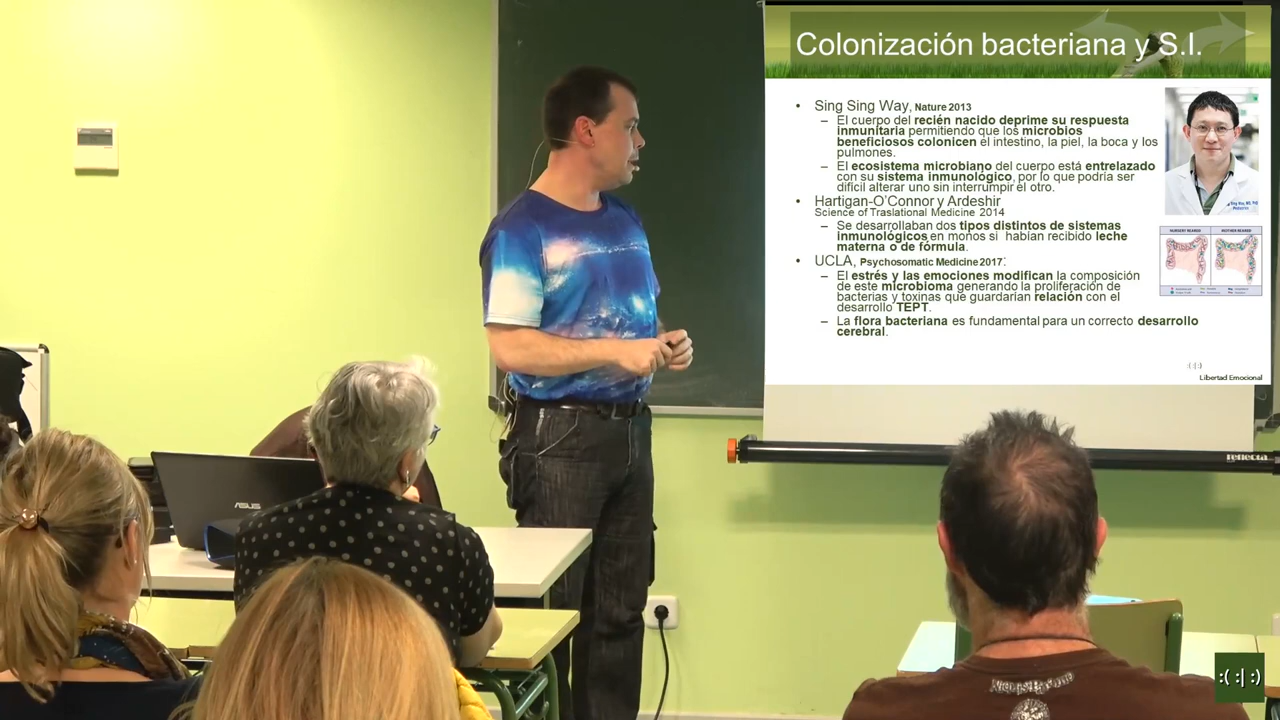 Colonización bacteriana y S.I.
• Sing Sing Way, Nature 2013
– El cuerpo del recién nacido deprime su respuesta
inmunitaria permitiendo que los microbios
beneficiosos colonicen el intestino, la piel, la boca y los
pulmones.
– El ecosistema microbiano del cuerpo está entrelazado
con su sistema inmunológico, por lo que podría ser
difícil alterar uno sin interrumpir el otro.
• Hartigan-O'Connor y Ardeshir
Science of Traslational Medicine 2014
– Se desarrollaban dos tipos distintos de sistemas
inmunológicos en monos si habían recibido leche
materna o de fórmula.
• UCLA, Psychosomatic Medicine 2017:
– El estrés y las emociones modifican la composición
de este microbioma generando la proliferación de
bacterias y toxinas que guardarían relación con el
desarrollo TEPT.
– La flora bacteriana es fundamental para un correcto desarrollo
cerebral.
NURSERY REARED MOTHER REARED
:(:|:)
Libertad Emocional
reflecta
ASUS
:( :| :)